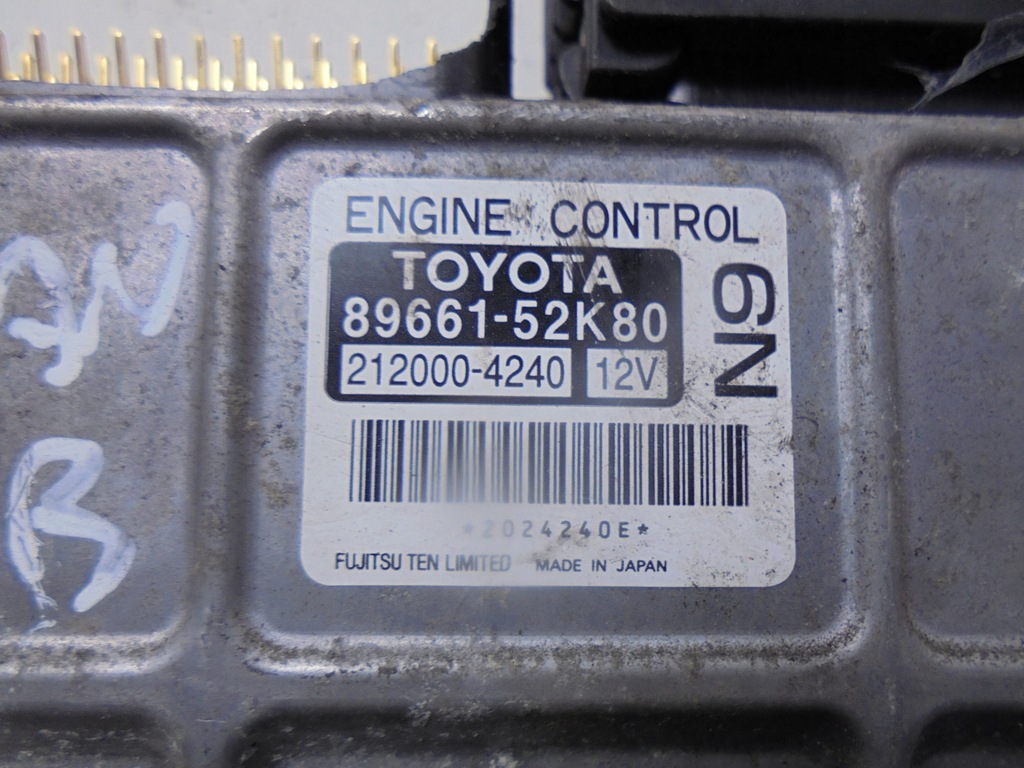 ENGINE CONTROL
TOYOTA
89661-52K80
212000-4240 12V
N9
*2024240E*
FUJITSU TEN LIMITED MADE IN JAPAN
B